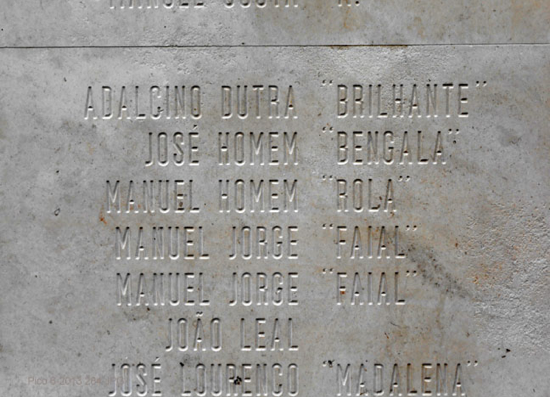 ADALCINO DUTRA "BRILHANTE"
JOSÉ HOMEM "BENGALA"
MANUEL HOMEM "ROLA"
MANUEL JORGE "FAIAL"
MANUEL JORGE "FAIAL"
JOÃO LEAL
JOSÉ LOURENÇO "MADALENA"